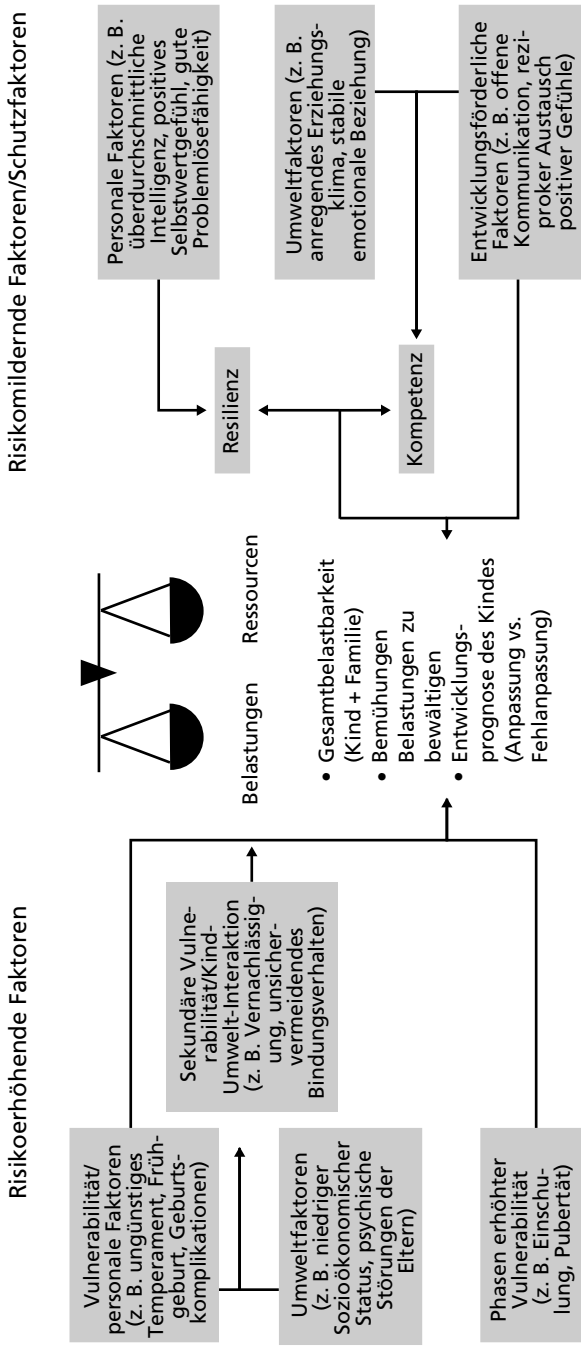 Risikoerhöhende Faktoren
Vulnerabilität/
personale Faktoren
(z. B. ungünstiges
Temperament, Früh-
geburt, Geburts-
komplikationen)
Umweltfaktoren
(z. B. niedriger
Sozioökonomischer
Status, psychische
Störungen der
Eltern)
Phasen erhöhter
Vulnerabilität
(z. B. Einschu-
lung, Pubertät)
Sekundäre Vulne-
rabilität/Kind-
Umwelt-Interaktion
(z. B. Vernachlässig-
ung, unsicher-
vermeidendes
Bindungsverhalten)
Belastungen
Ressourcen
• Gesamtbelastbarkeit
(Kind + Familie)
• Bemühungen
Belastungen zu
bewältigen
• Entwicklungs-
prognose des Kindes
(Anpassung vs.
Fehlanpassung)
Risikomildernde Faktoren/Schutzfaktoren
Resilienz
Kompetenz
Personale Faktoren (z. B.
überdurchschnittliche
Intelligenz, positives
Selbstwertgefühl, gute
Problemlösefähigkeit)
Umweltfaktoren (z. B.
anregendes Erziehungs-
klima, stabile
emotionale Beziehung)
Entwicklungsförderliche
Faktoren (z. B. offene
Kommunikation, rezi-
proker Austausch
positiver Gefühle)